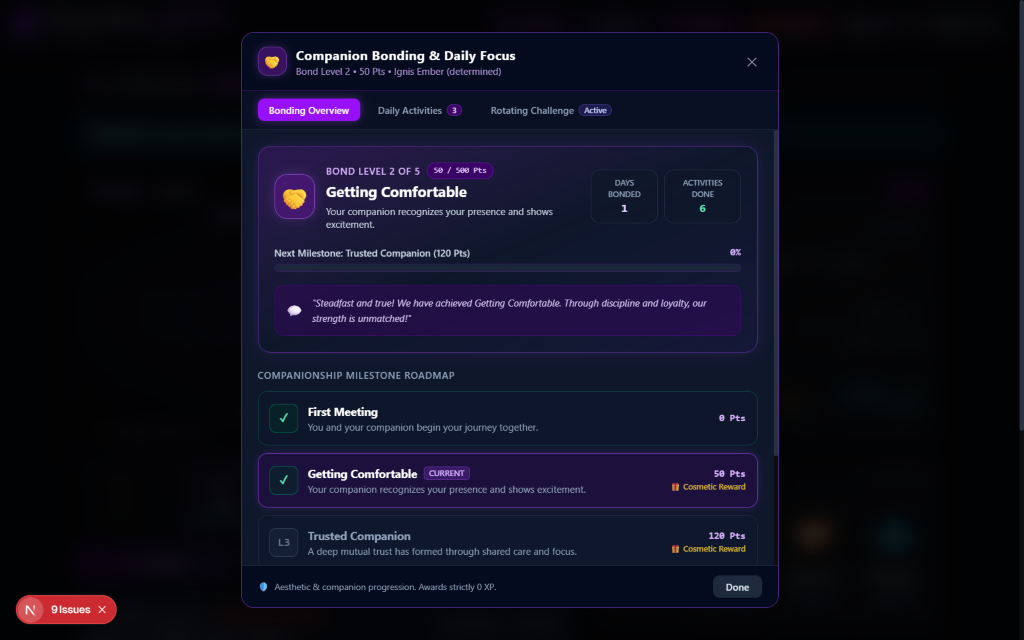 Companion Bonding & Daily Focus
Bond Level 2 • 50 Pts • Ignis Ember (determined)
Bonding Overview
Daily Activities 3
Rotating Challenge Active
BOND LEVEL 2 OF 5 50 / 500 Pts
Getting Comfortable
Your companion recognizes your presence and shows
excitement.
DAYS
BONDED
1
ACTIVITIES
DONE
6
Next Milestone: Trusted Companion (120 Pts) 0%
"Steadfast and true! We have achieved Getting Comfortable. Through discipline and loyalty, our
strength is unmatched!"
COMPANIONSHIP MILESTONE ROADMAP
First Meeting
You and your companion begin your journey together.
0 Pts
Getting Comfortable CURRENT
Your companion recognizes your presence and shows excitement.
50 Pts
Cosmetic Reward
L3
Trusted Companion
A deep mutual trust has formed through shared care and focus.
120 Pts
Cosmetic Reward
Aesthetic & companion progression. Awards strictly 0 XP.
Done
N 9 Issues